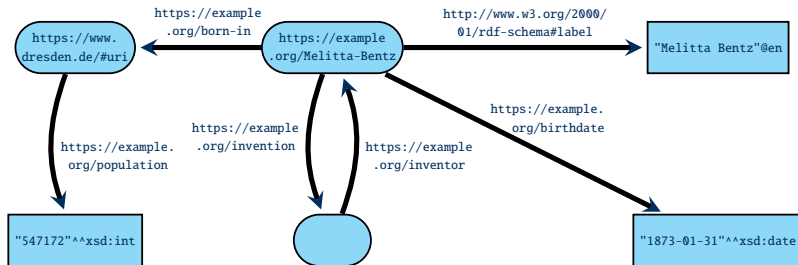 https://example
.org/born-in
http://www.w3.org/2000/
01/rdf-schema#label
https://www.
dresden.de/#uri
https://example
.org/Melitta-Bentz
"Melitta Bentz"@en
https://example.
org/birthdate
https://example
.org/invention
https://example.
org/population
https://example
.org/inventor
"547172"^^xsd:int
"1873-01-31"^^xsd:date